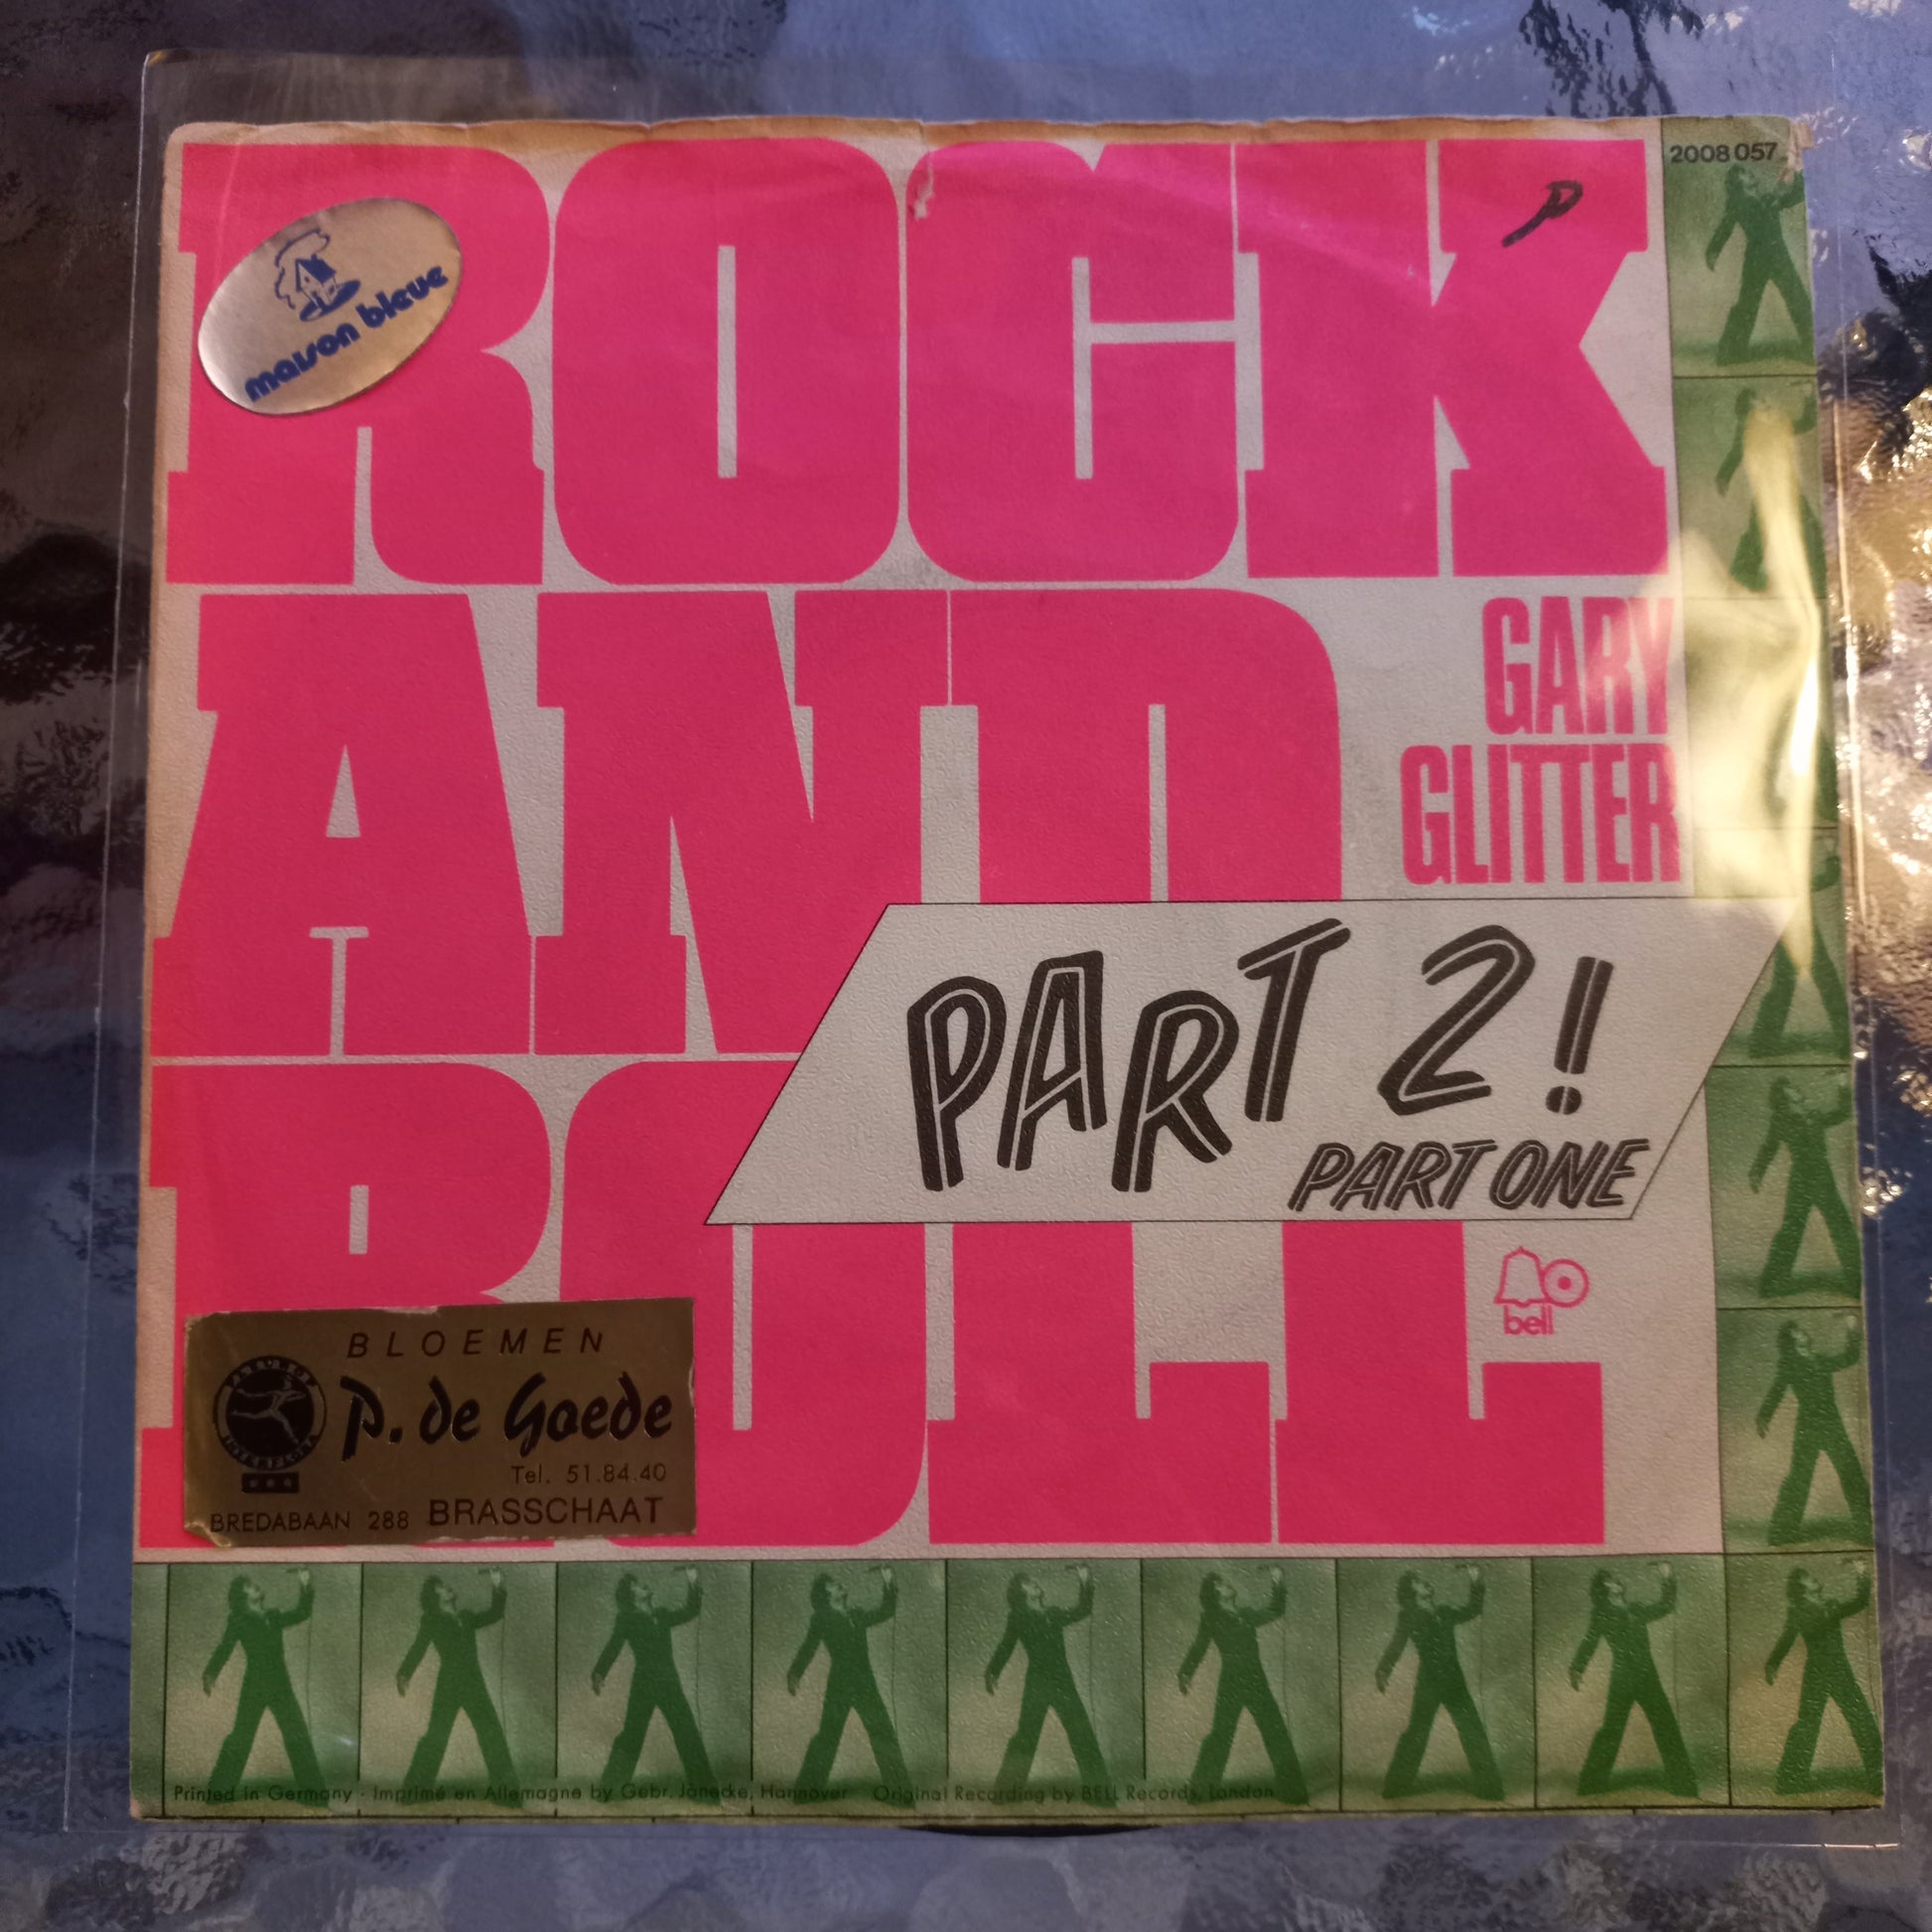 2008 057
ROCK
P
maison bleue
AND
GARY
GLITTER
PART 2!
PART ONE
ROLL
bell
BLOEMEN
P. de Goede
Tel. 51.84.40
BREDABAAN 288 BRASSCHAAT
Printed in Germany · Imprimé en Allemagne by Gebr. Jänecke, Hannover Original Recording by BELL Records, London